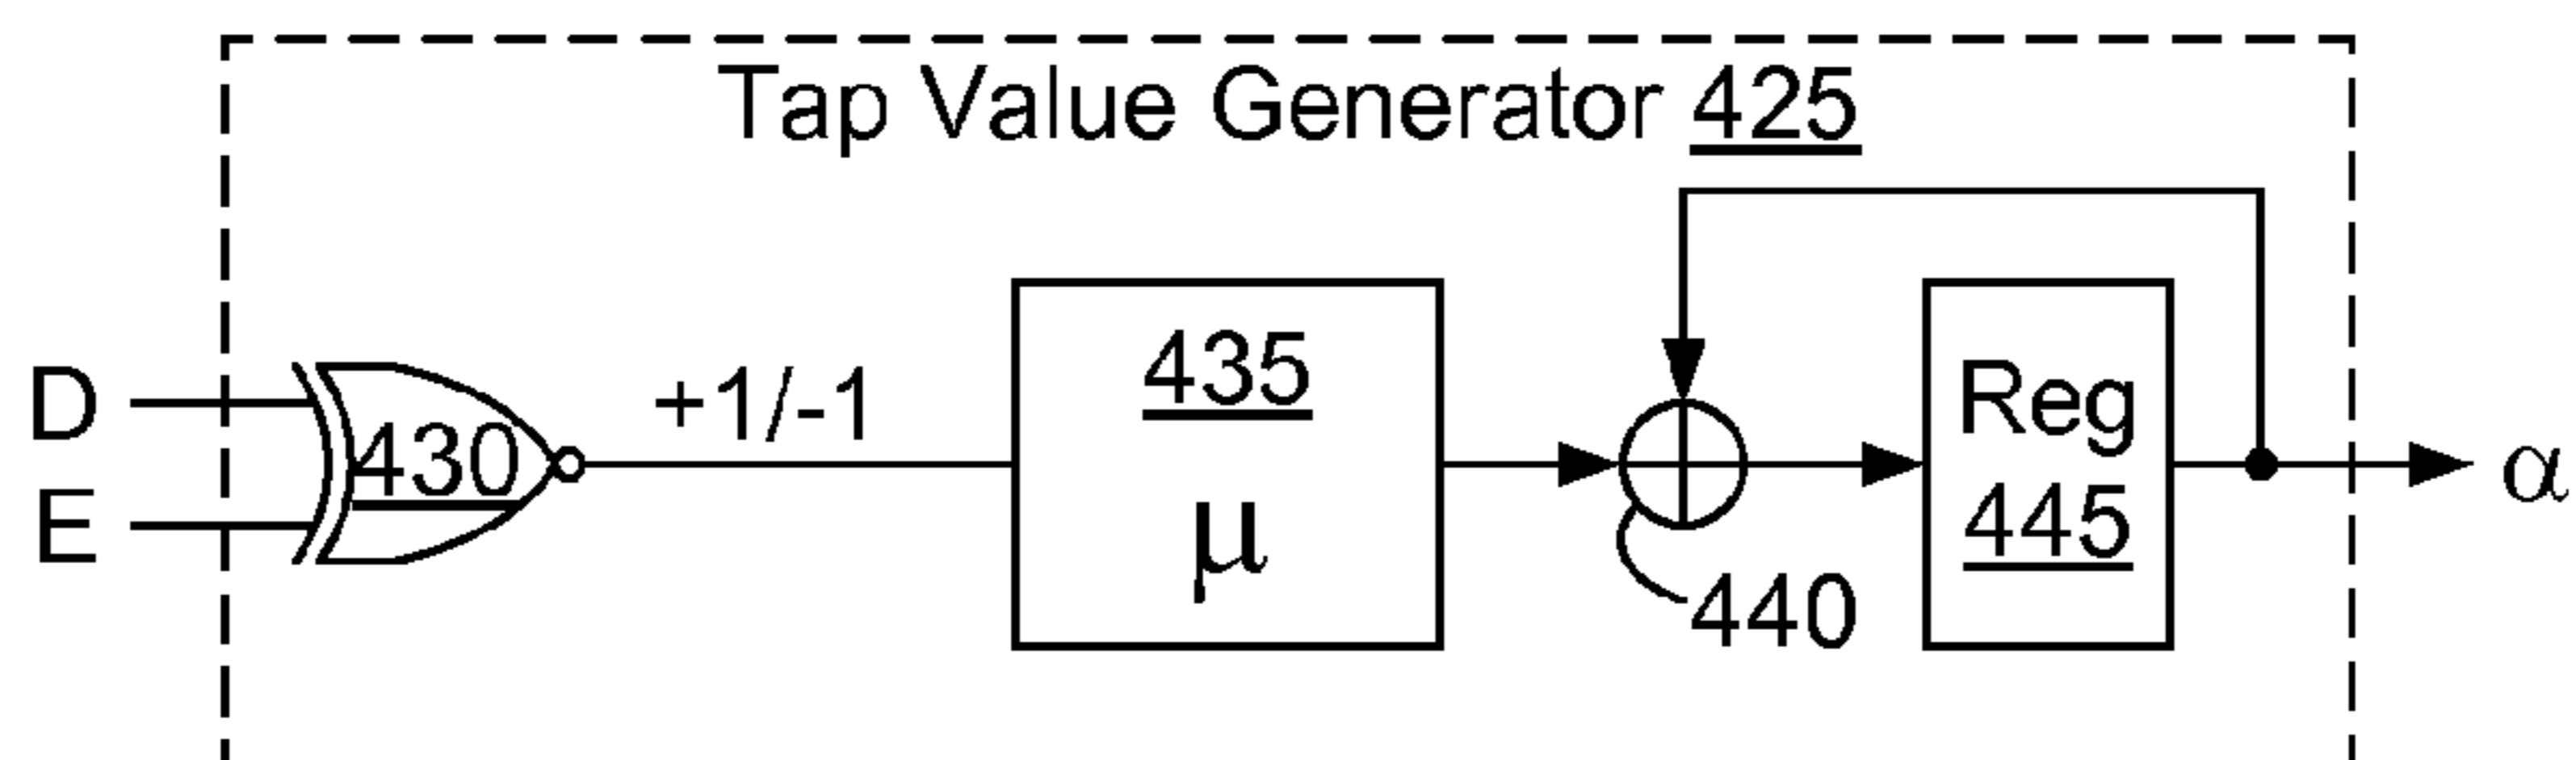 Tap Value Generator 425
D
E
430
+1/-1
435
μ
440
Reg
445
α